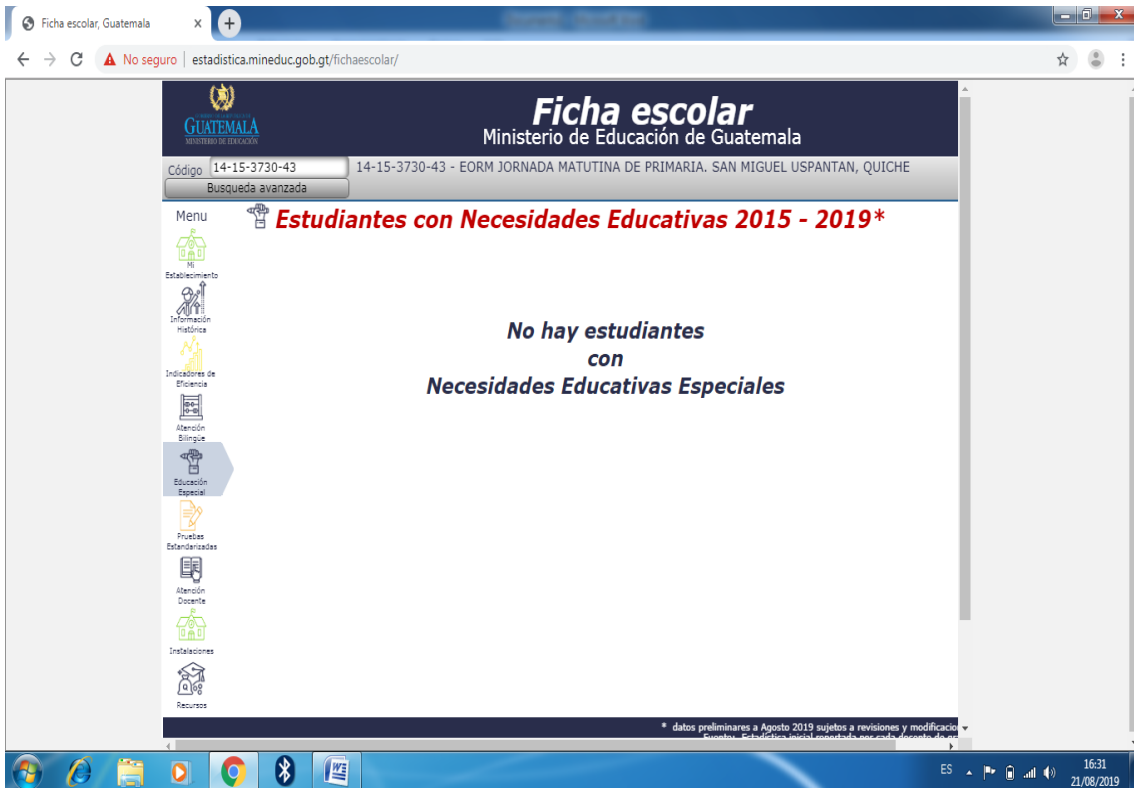 Ficha escolar, Guatemala
No seguro | estadistica.mineduc.gob.gt/fichaescolar/
GUATEMALA
MINISTERIO DE EDUCACIÓN
Ficha escolar
Ministerio de Educación de Guatemala
Código 14-15-3730-43 14-15-3730-43 - EORM JORNADA MATUTINA DE PRIMARIA. SAN MIGUEL USPANTAN, QUICHE
Busqueda avanzada
Menu
Estudiantes con Necesidades Educativas 2015 - 2019*
Mi
Establecimiento
Información
Histórica
Indicadores de
Eficiencia
Atención
Bilingüe
Educación
Especial
Pruebas
Estandarizadas
Atención
Docente
Instalaciones
Recursos
No hay estudiantes
con
Necesidades Educativas Especiales
* datos preliminares a Agosto 2019 sujetos a revisiones y modificacio
ES
16:31
21/08/2019